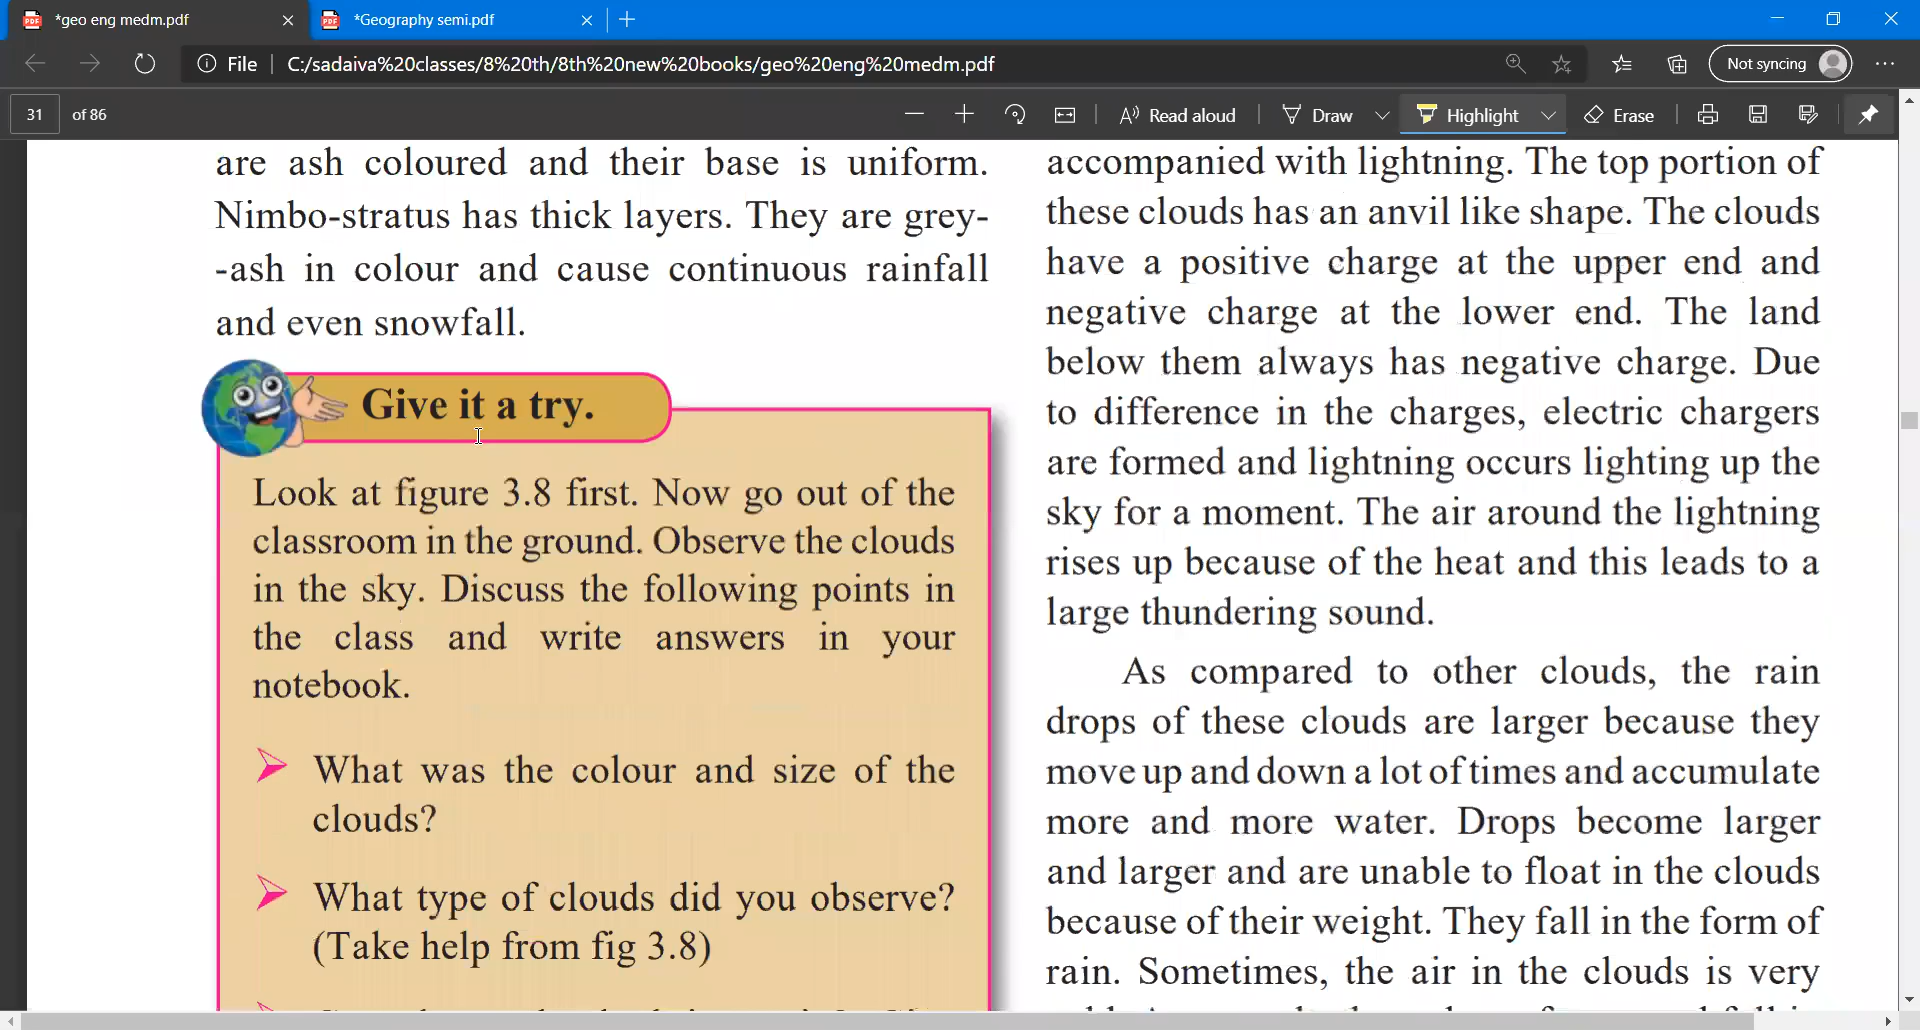 *geo eng medm.pdf
*Geography semi.pdf
File
C:/sadaiva%20classes/8%20th/8th%20new%20books/geo%20eng%20medm.pdf
Not syncing
31 of 86
Read aloud
Draw
Highlight
Erase
are ash coloured and their base is uniform.
Nimbo-stratus has thick layers. They are grey-
-ash in colour and cause continuous rainfall
and even snowfall.
Give it a try.
Look at figure 3.8 first. Now go out of the
classroom in the ground. Observe the clouds
in the sky. Discuss the following points in
the class and write answers in your
notebook.
What was the colour and size of the
clouds?
What type of clouds did you observe?
(Take help from fig 3.8)
accompanied with lightning. The top portion of
these clouds has an anvil like shape. The clouds
have a positive charge at the upper end and
negative charge at the lower end. The land
below them always has negative charge. Due
to difference in the charges, electric chargers
are formed and lightning occurs lighting up the
sky for a moment. The air around the lightning
rises up because of the heat and this leads to a
large thundering sound.
As compared to other clouds, the rain
drops of these clouds are larger because they
move up and down a lot of times and accumulate
more and more water. Drops become larger
and larger and are unable to float in the clouds
because of their weight. They fall in the form of
rain. Sometimes, the air in the clouds is very